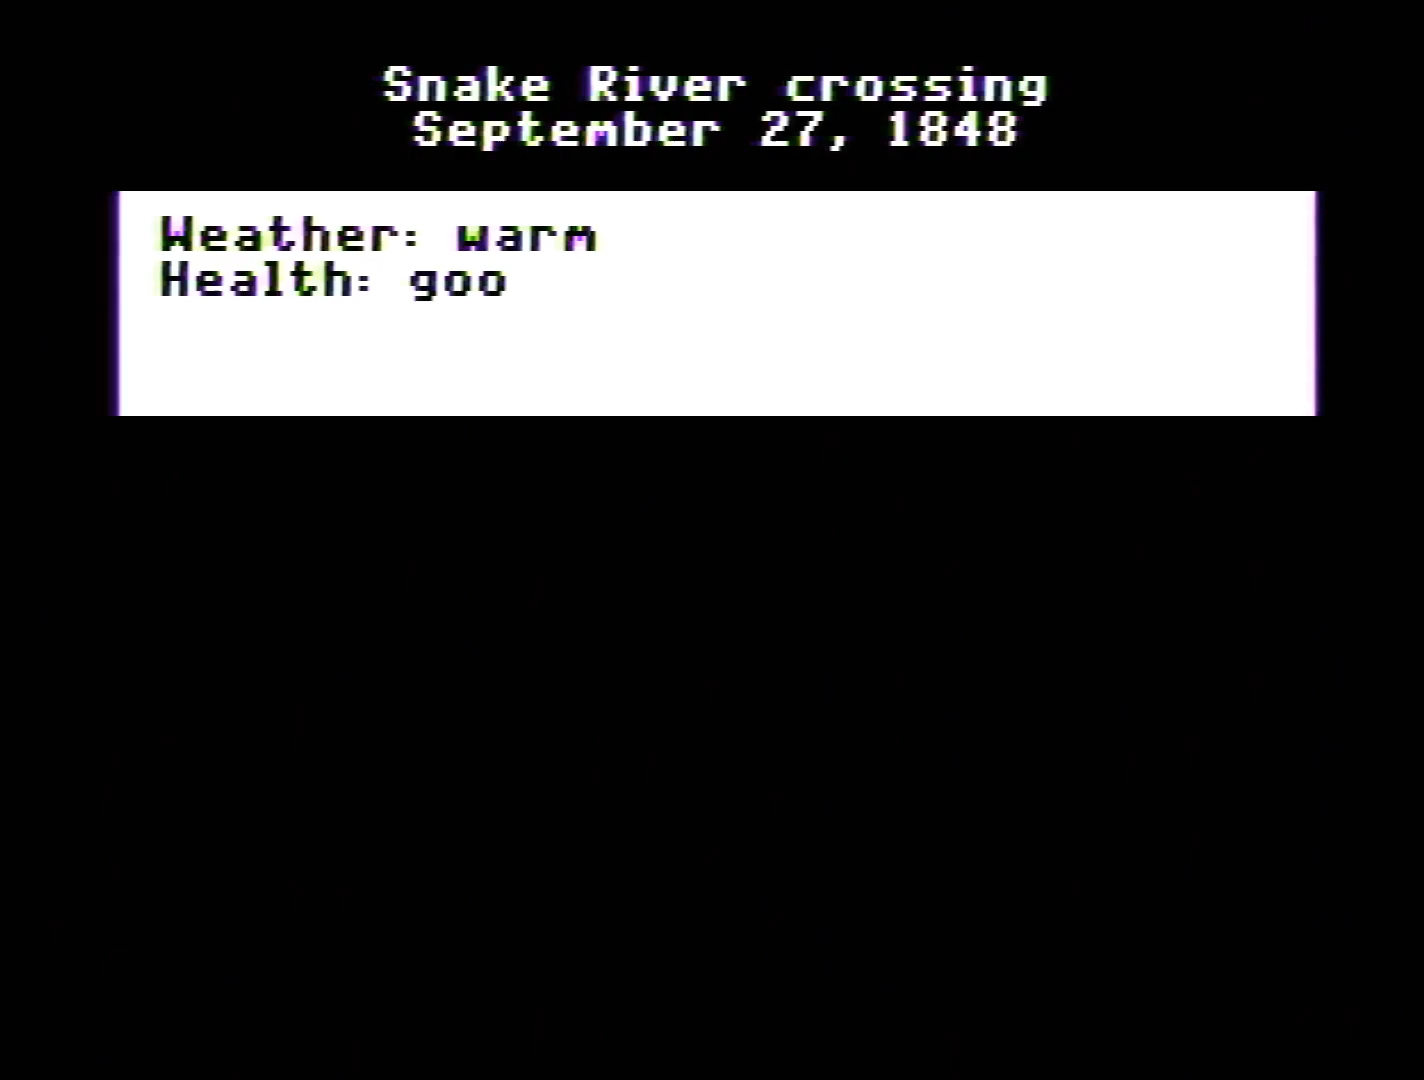 Snake River crossing
September 27, 1848
Weather: warm
Health: goo